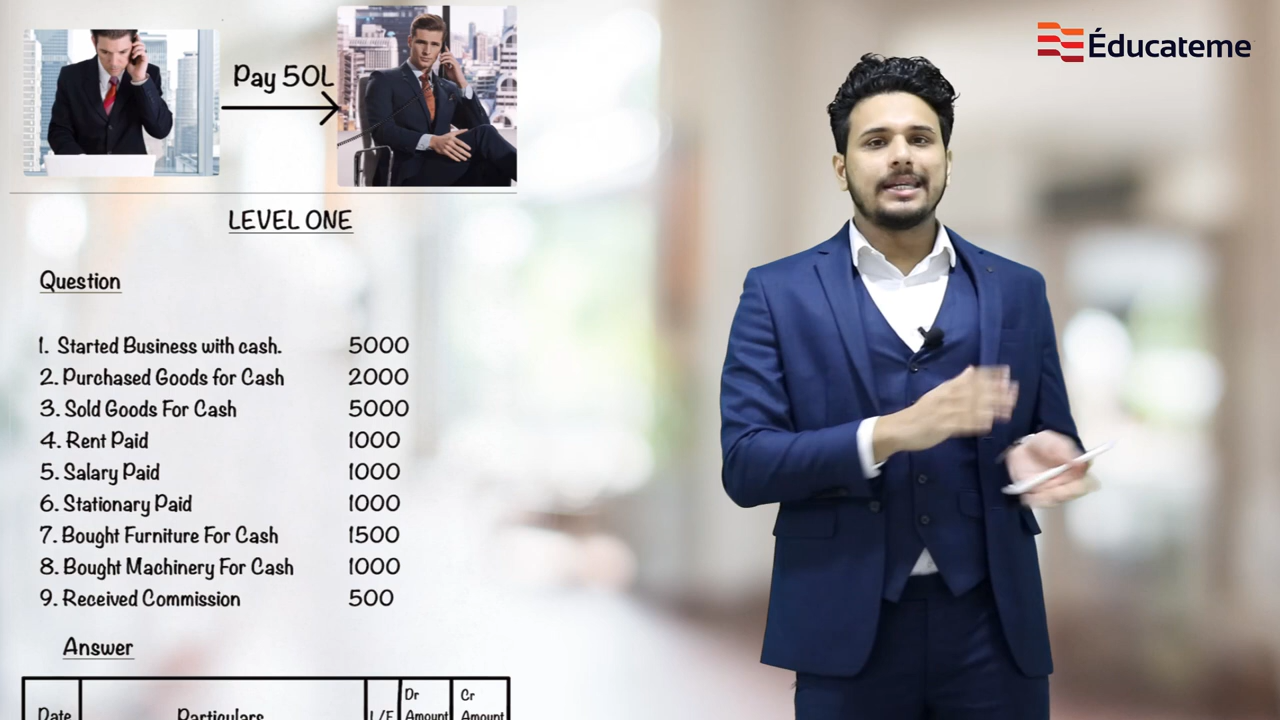 Pay 50L
Éducateme
LEVEL ONE
Question
1. Started Business with cash. 5000
2. Purchased Goods for Cash 2000
3. Sold Goods For Cash 5000
4. Rent Paid 1000
5. Salary Paid 1000
6. Stationary Paid 1000
7. Bought Furniture For Cash 1500
8. Bought Machinery For Cash 1000
9. Received Commission 500
Answer
Date Particulars L/F Dr Amount Cr Amount